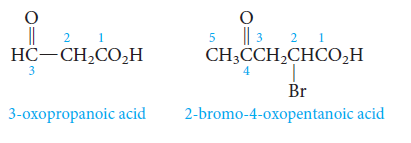 O O
2 1 5 3 2 1
HC—CH₂CO₂H CH₃CCH₂CHCO₂H
3 4
Br
3-oxopropanoic acid 2-bromo-4-oxopentanoic acid